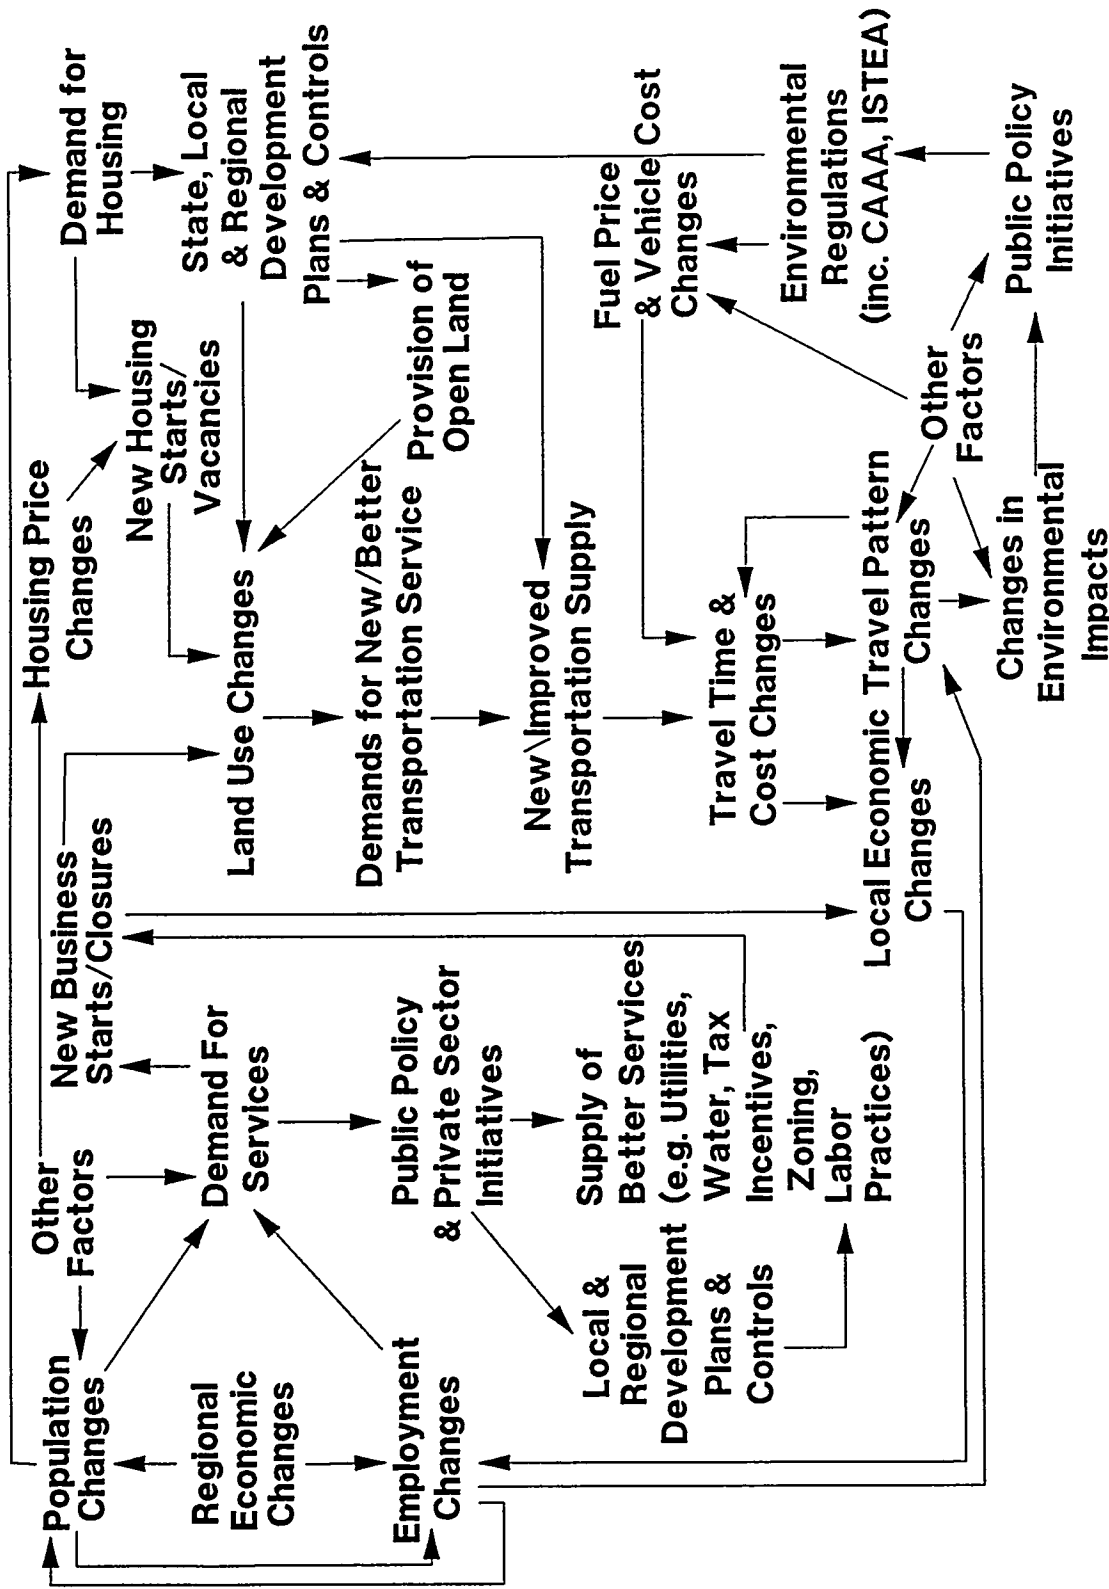 Population
Changes
Other
Factors
New Business
Starts/Closures
Housing Price
Changes
Demand for
Housing
Regional
Economic
Changes
Demand For
Services
New Housing
Starts/
Vacancies
State, Local
& Regional
Development
Plans & Controls
Land Use Changes
Employment
Changes
Public Policy
& Private Sector
Initiatives
Demands for New/Better
Transportation Service
Provision of
Open Land
Local &
Regional
Development
Plans &
Controls
Supply of
Better Services
(e.g. Utilities,
Water, Tax
Incentives,
Zoning,
Labor
Practices)
New\Improved
Transportation Supply
Fuel Price
& Vehicle Cost
Changes
Travel Time &
Cost Changes
Environmental
Regulations
(inc. CAAA, ISTEA)
Local Economic
Changes
Travel Pattern
Changes
Other
Factors
Changes in
Environmental
Impacts
Public Policy
Initiatives